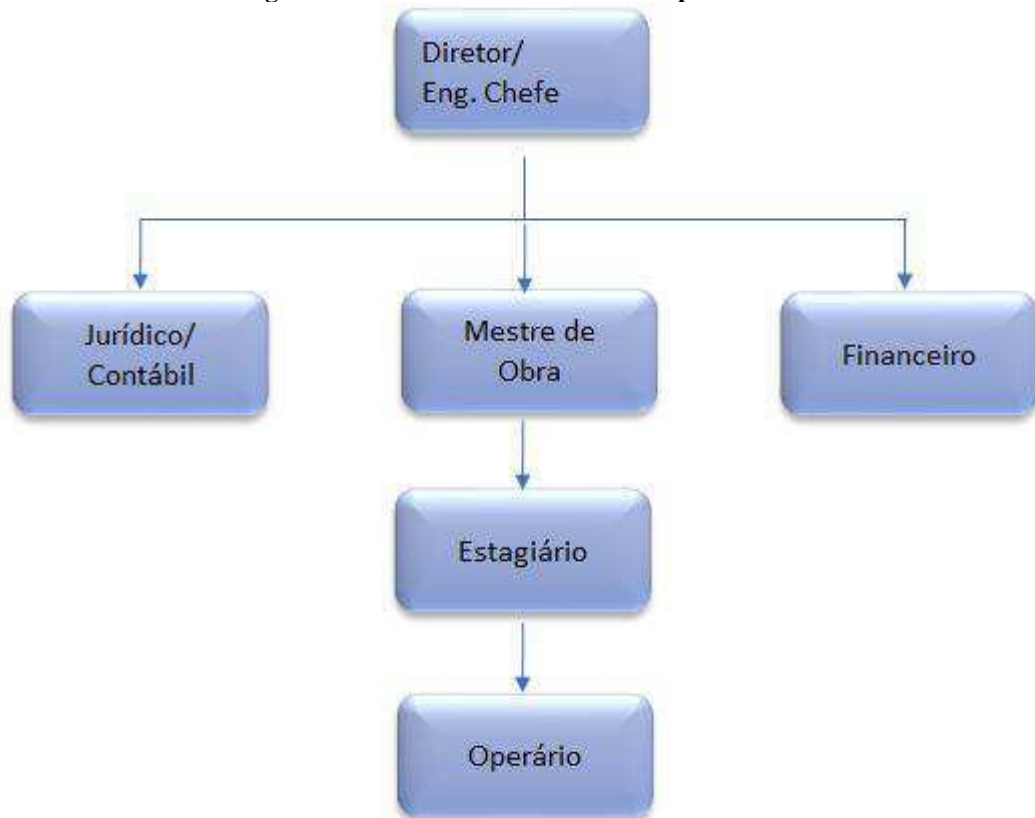 Diretor/
Eng. Chefe
Jurídico/
Contábil
Mestre de
Obra
Financeiro
Estagiário
Operário